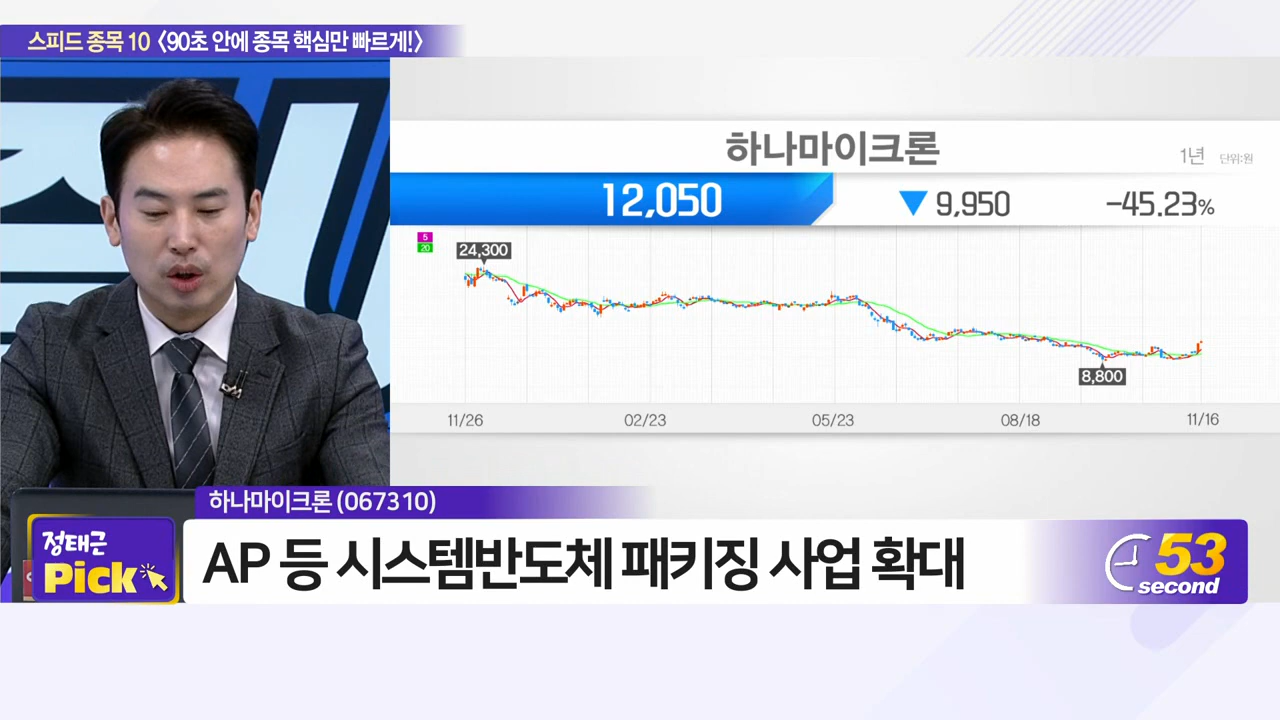 스피드 종목 10 〈90초 안에 종목 핵심만 빠르게!〉
하나마이크론
1년 단위:원
12,050 ▼ 9,950 -45.23%
5
20
24,300
8,800
11/26 02/23 05/23 08/18 11/16
하나마이크론 (067310)
정태근
Pick
AP 등 시스템반도체 패키징 사업 확대
53
second